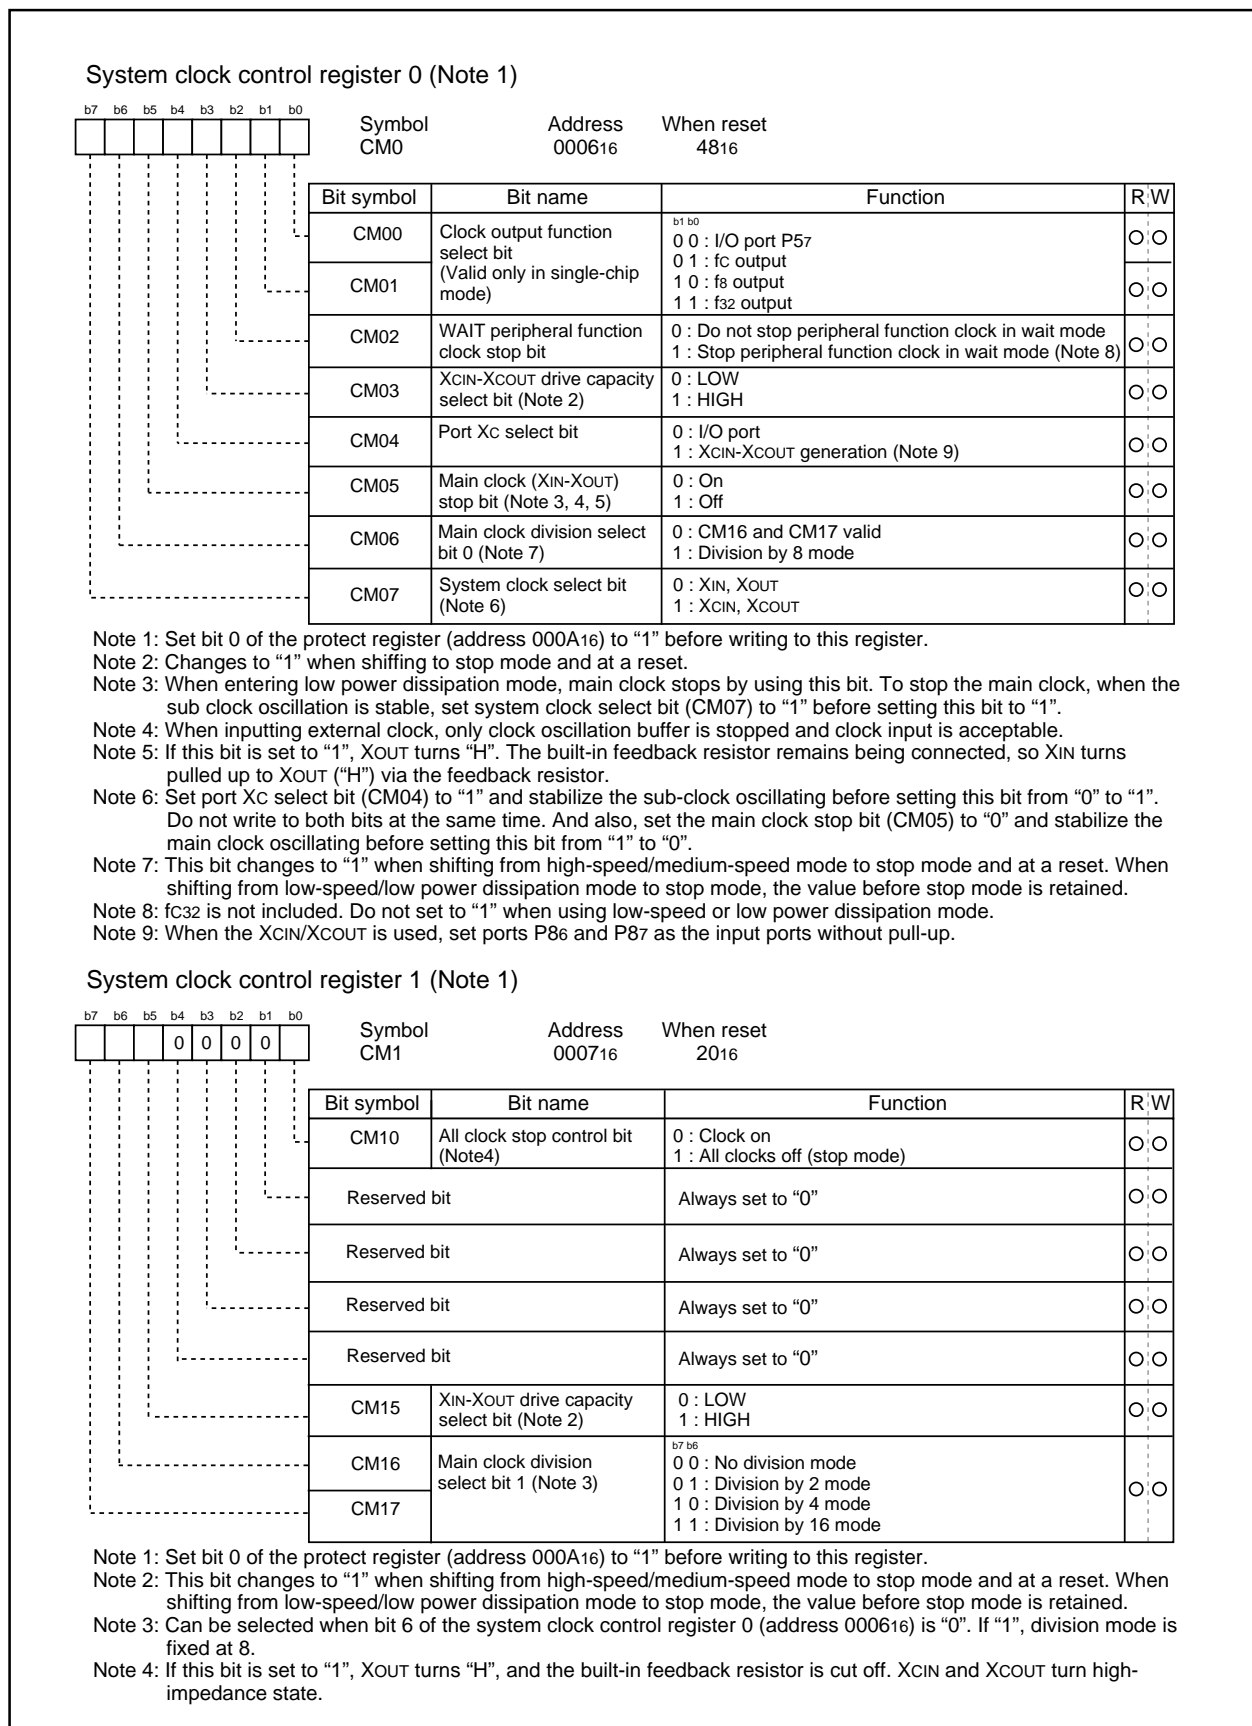 System clock control register 0 (Note 1)
b7 b6 b5 b4 b3 b2 b1 b0
Symbol Address When reset
CM0 000616 4816
Bit symbol Bit name Function R W
CM00 Clock output function select bit (Valid only in single-chip mode) b1 b0
0 0 : I/O port P57
0 1 : fC output
CM01 1 0 : f8 output
1 1 : f32 output
CM02 WAIT peripheral function 0 : Do not stop peripheral function clock in wait mode
clock stop bit 1 : Stop peripheral function clock in wait mode (Note 8)
CM03 XCIN-XCOUT drive capacity 0 : LOW
select bit (Note 2) 1 : HIGH
CM04 Port XC select bit 0 : I/O port
1 : XCIN-XCOUT generation (Note 9)
CM05 Main clock (XIN-XOUT) 0 : On
stop bit (Note 3, 4, 5) 1 : Off
CM06 Main clock division select 0 : CM16 and CM17 valid
bit 0 (Note 7) 1 : Division by 8 mode
CM07 System clock select bit 0 : XIN, XOUT
(Note 6) 1 : XCIN, XCOUT
Note 1: Set bit 0 of the protect register (address 000A16) to “1” before writing to this register.
Note 2: Changes to “1” when shiffing to stop mode and at a reset.
Note 3: When entering low power dissipation mode, main clock stops by using this bit. To stop the main clock, when the
sub clock oscillation is stable, set system clock select bit (CM07) to “1” before setting this bit to “1”.
Note 4: When inputting external clock, only clock oscillation buffer is stopped and clock input is acceptable.
Note 5: If this bit is set to “1”, XOUT turns “H”. The built-in feedback resistor remains being connected, so XIN turns
pulled up to XOUT (“H”) via the feedback resistor.
Note 6: Set port XC select bit (CM04) to “1” and stabilize the sub-clock oscillating before setting this bit from “0” to “1”.
Do not write to both bits at the same time. And also, set the main clock stop bit (CM05) to “0” and stabilize the
main clock oscillating before setting this bit from “1” to “0”.
Note 7: This bit changes to “1” when shifting from high-speed/medium-speed mode to stop mode and at a reset. When
shifting from low-speed/low power dissipation mode to stop mode, the value before stop mode is retained.
Note 8: fC32 is not included. Do not set to “1” when using low-speed or low power dissipation mode.
Note 9: When the XCIN/XCOUT is used, set ports P86 and P87 as the input ports without pull-up.
System clock control register 1 (Note 1)
b7 b6 b5 b4 b3 b2 b1 b0
0 0 0 0
Symbol Address When reset
CM1 000716 2016
Bit symbol Bit name Function R W
CM10 All clock stop control bit 0 : Clock on
(Note4) 1 : All clocks off (stop mode)
Reserved bit Always set to “0”
Reserved bit Always set to “0”
Reserved bit Always set to “0”
Reserved bit Always set to “0”
CM15 XIN-XOUT drive capacity 0 : LOW
select bit (Note 2) 1 : HIGH
b7 b6
CM16 Main clock division 0 0 : No division mode
select bit 1 (Note 3) 0 1 : Division by 2 mode
CM17 1 0 : Division by 4 mode
1 1 : Division by 16 mode
Note 1: Set bit 0 of the protect register (address 000A16) to “1” before writing to this register.
Note 2: This bit changes to “1” when shifting from high-speed/medium-speed mode to stop mode and at a reset. When
shifting from low-speed/low power dissipation mode to stop mode, the value before stop mode is retained.
Note 3: Can be selected when bit 6 of the system clock control register 0 (address 000616) is “0”. If “1”, division mode is
fixed at 8.
Note 4: If this bit is set to “1”, XOUT turns “H”, and the built-in feedback resistor is cut off. XCIN and XCOUT turn high-
impedance state.